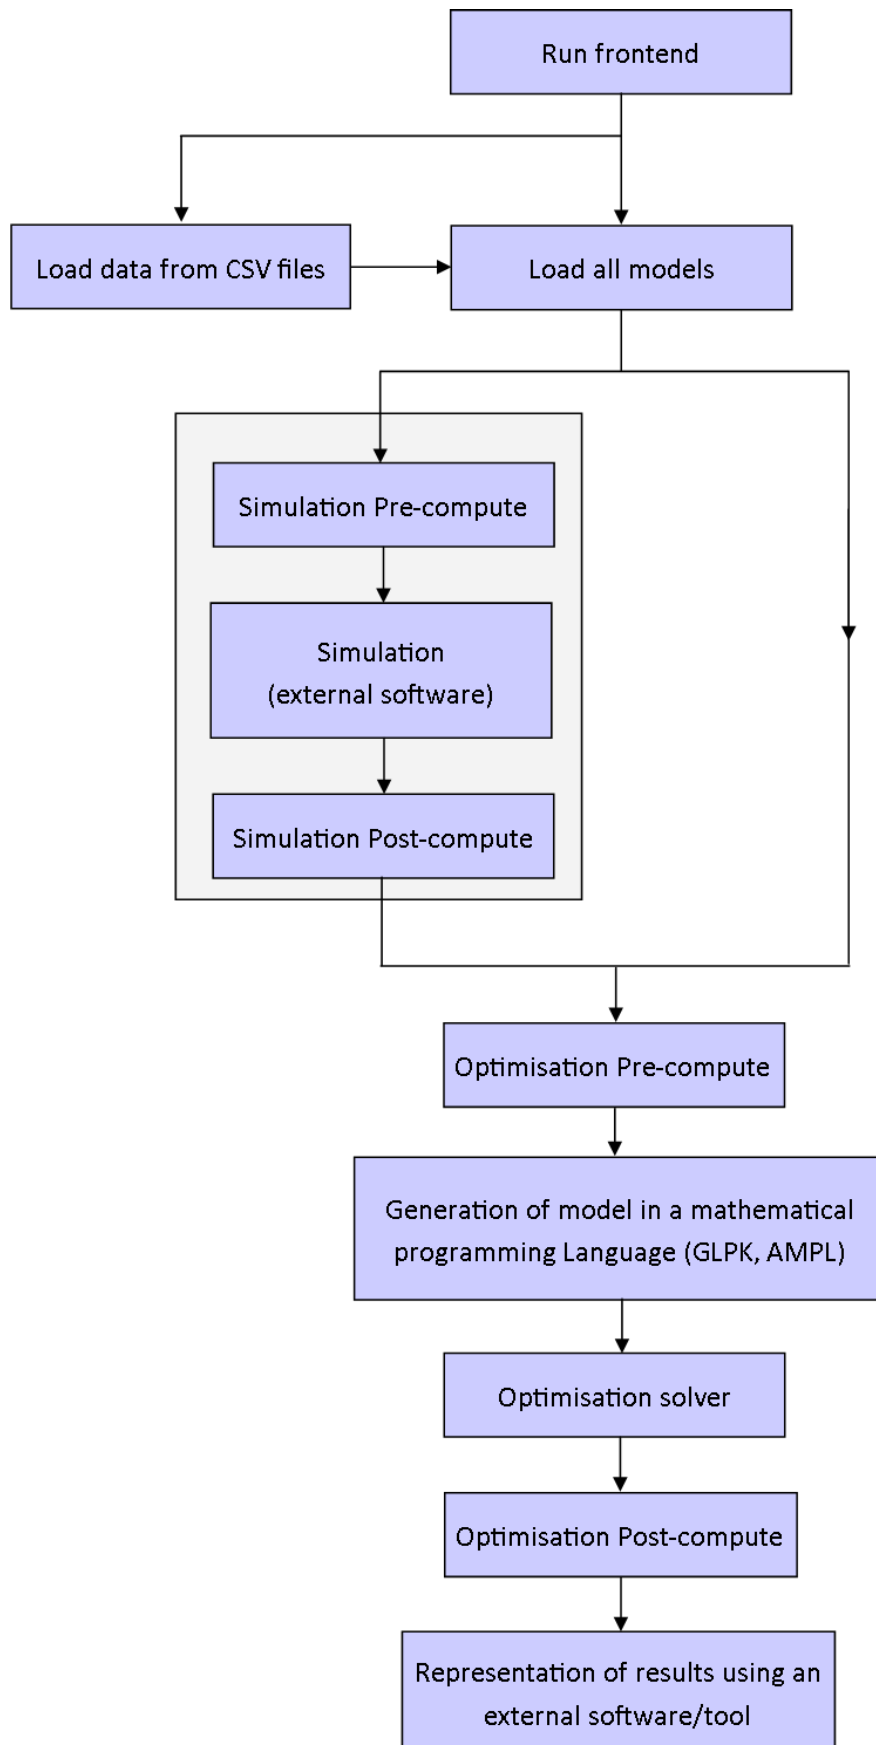 Run frontend
Load data from CSV files
Load all models
Simulation Pre-compute
Simulation
(external software)
Simulation Post-compute
Optimisation Pre-compute
Generation of model in a mathematical
programming Language (GLPK, AMPL)
Optimisation solver
Optimisation Post-compute
Representation of results using an
external software/tool